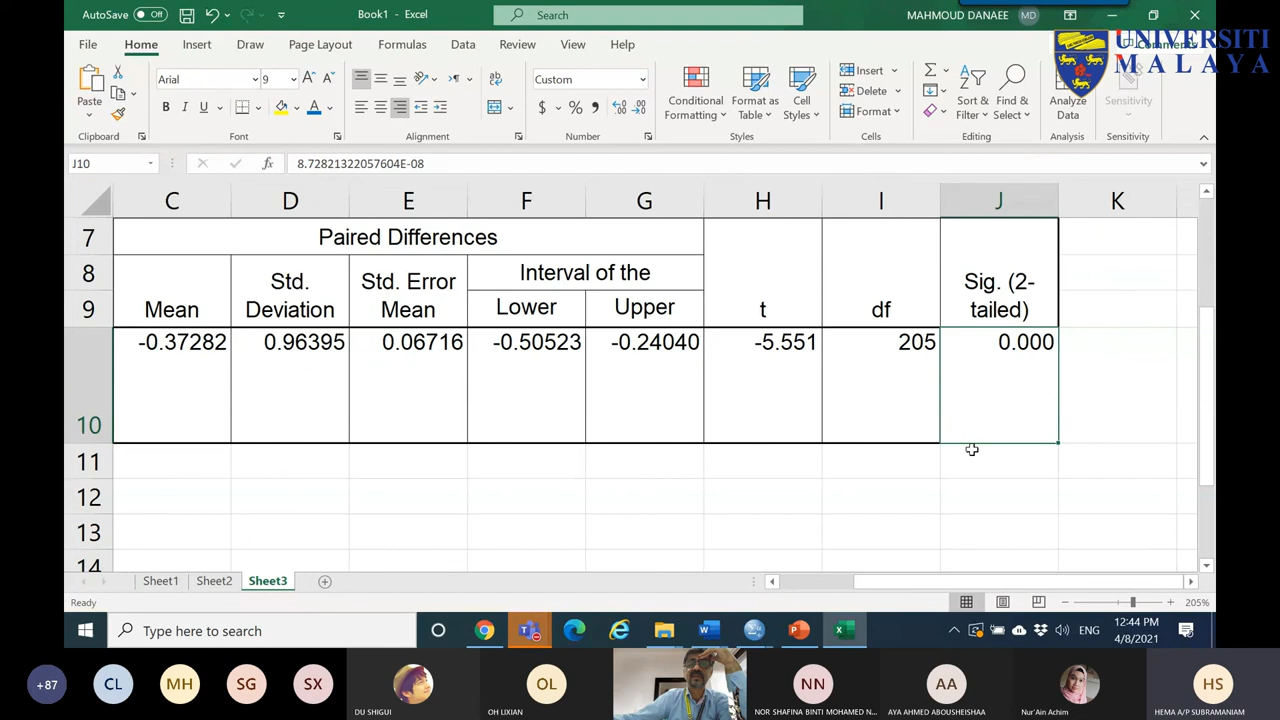 AutoSave Off
Book1 - Excel
Search
MAHMOUD DANAEE MD
File Home Insert Draw Page Layout Formulas Data Review View Help
Comments
UNIVERSITI
MALAYA
Paste
Arial 9
Custom
Conditional Formatting
Format as Table
Cell Styles
Insert
Delete
Format
Sort & Filter
Find & Select
Analyze Data
Sensitivity
Clipboard Font Alignment Number Styles Cells Editing Analysis Sensitivity
J10 fx 8.72821322057604E-08
C D E F G H I J K
7 Paired Differences
8 Std. Std. Error Interval of the Sig. (2-
9 Mean Deviation Mean Lower Upper t df tailed)
-0.37282 0.96395 0.06716 -0.50523 -0.24040 -5.551 205 0.000
10
11
12
13
14
Sheet1 Sheet2 Sheet3
Ready
205%
Type here to search
ENG
12:44 PM
4/8/2021
+87 CL MH SG SX OL NN AA HS
DU SHIGUI
OH LIXIAN
NOR SHAFINA BINTI MOHAMED N...
AYA AHMED ABOUSHEISHAA
Nur'Ain Achim
HEMA A/P SUBRAMANIAM